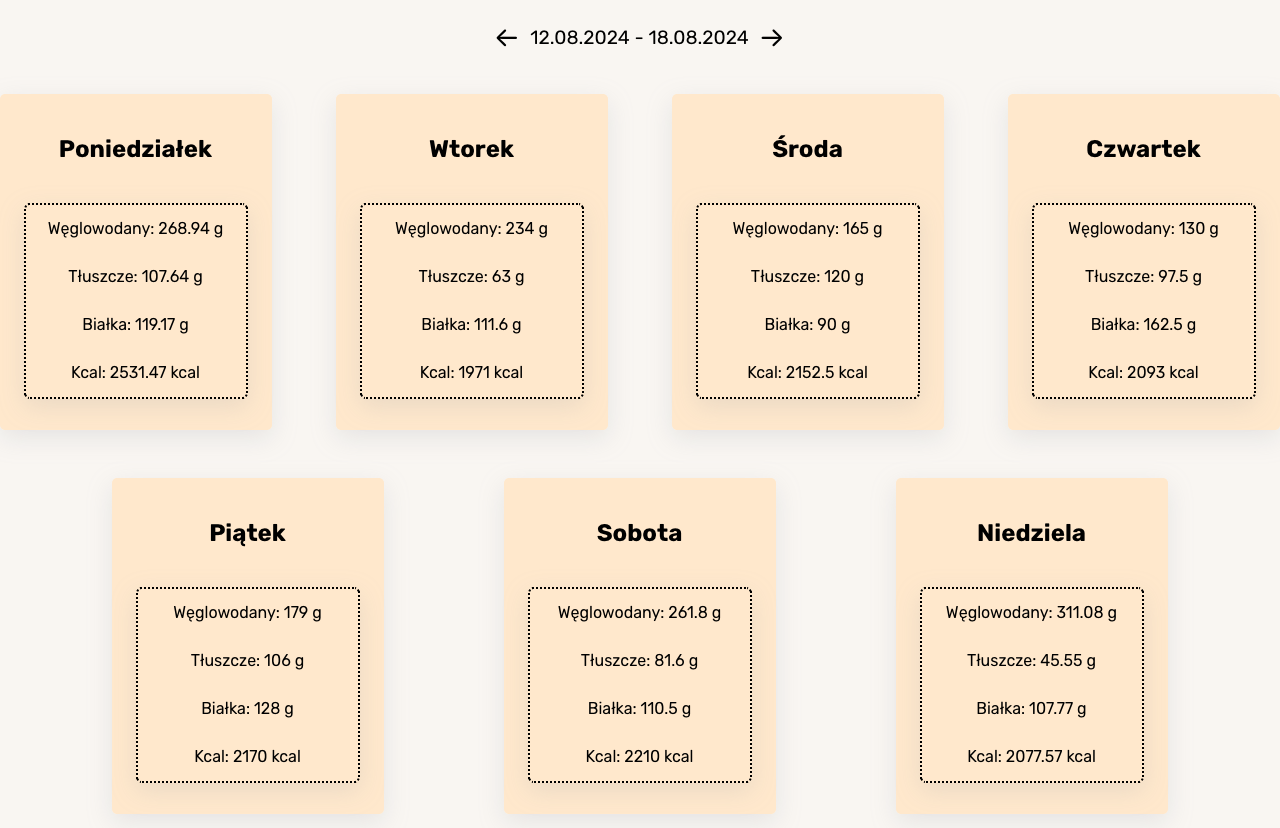 12.08.2024 - 18.08.2024
Poniedziałek
Węglowodany: 268.94 g
Tłuszcze: 107.64 g
Białka: 119.17 g
Kcal: 2531.47 kcal
Wtorek
Węglowodany: 234 g
Tłuszcze: 63 g
Białka: 111.6 g
Kcal: 1971 kcal
Środa
Węglowodany: 165 g
Tłuszcze: 120 g
Białka: 90 g
Kcal: 2152.5 kcal
Czwartek
Węglowodany: 130 g
Tłuszcze: 97.5 g
Białka: 162.5 g
Kcal: 2093 kcal
Piątek
Węglowodany: 179 g
Tłuszcze: 106 g
Białka: 128 g
Kcal: 2170 kcal
Sobota
Węglowodany: 261.8 g
Tłuszcze: 81.6 g
Białka: 110.5 g
Kcal: 2210 kcal
Niedziela
Węglowodany: 311.08 g
Tłuszcze: 45.55 g
Białka: 107.77 g
Kcal: 2077.57 kcal